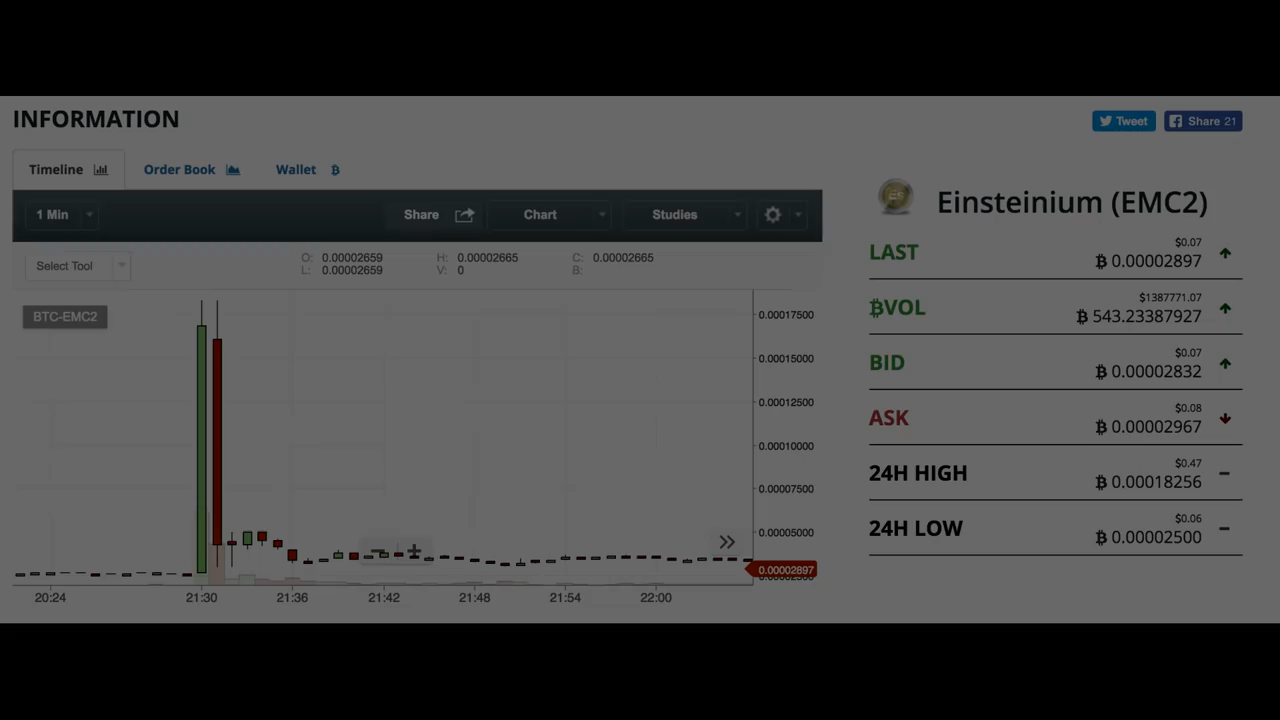 INFORMATION
Tweet
Share 21
Timeline
Order Book
Wallet
1 Min
Share
Chart
Studies
Select Tool
O: 0.00002659 H: 0.00002665 C: 0.00002665
L: 0.00002659 V: 0 B:
BTC-EMC2
0.00017500
0.00015000
0.00012500
0.00010000
0.00007500
0.00005000
0.00002897
20:24 21:30 21:36 21:42 21:48 21:54 22:00
Einsteinium (EMC2)
$0.07
LAST ₿ 0.00002897
$1387771.07
₿VOL ₿ 543.23387927
$0.07
BID ₿ 0.00002832
$0.08
ASK ₿ 0.00002967
$0.47
24H HIGH ₿ 0.00018256
$0.06
24H LOW ₿ 0.00002500